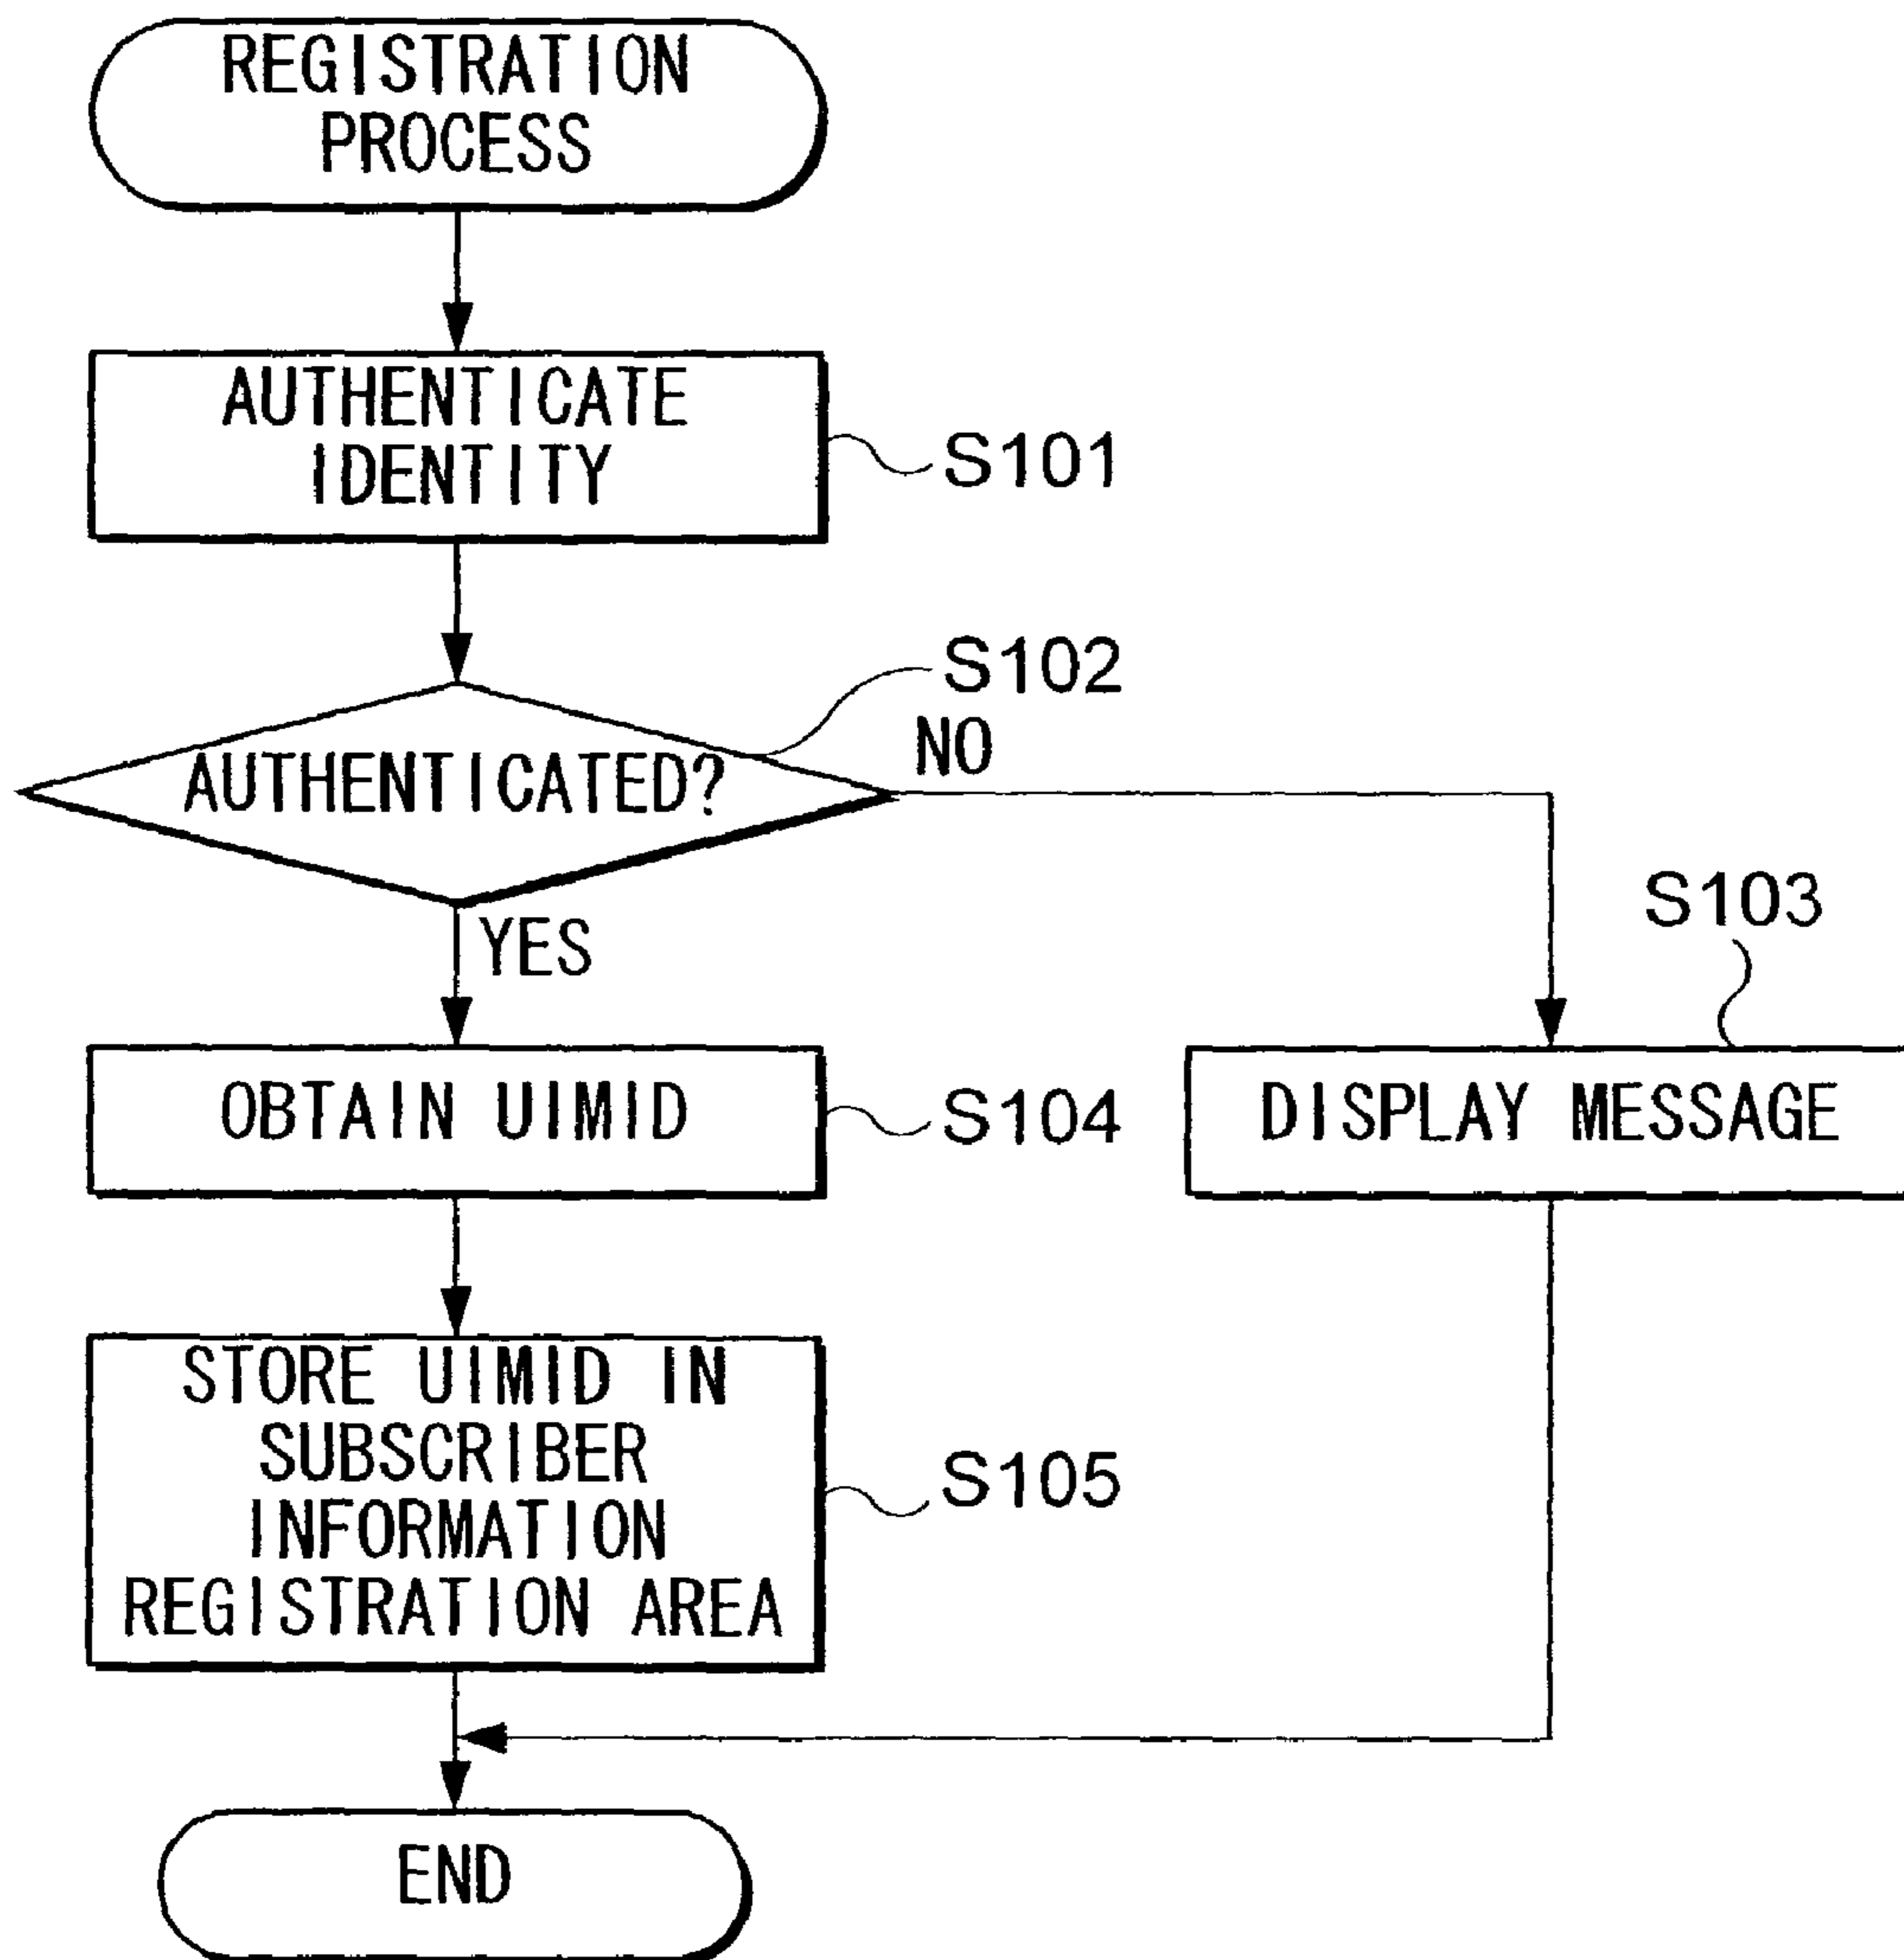 REGISTRATION
PROCESS
AUTHENTICATE
IDENTITY
S101
S102
AUTHENTICATED?
NO
YES
S103
OBTAIN UIMID
S104
DISPLAY MESSAGE
STORE UIMID IN
SUBSCRIBER
INFORMATION
REGISTRATION AREA
S105
END